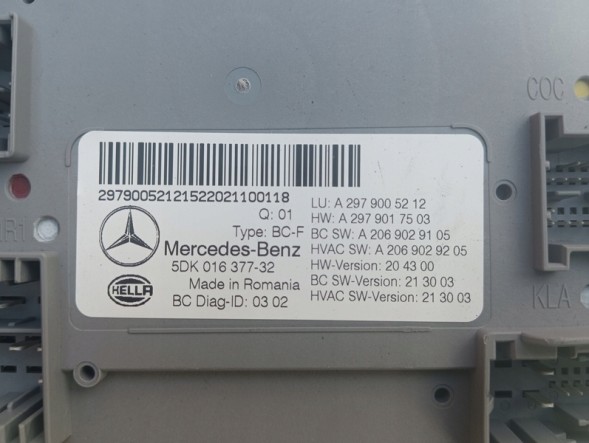 CQC
29790052121522021100118
Q: 01
Type: BC-F
Mercedes-Benz
5DK 016 377-32
HELLA
Made in Romania
BC Diag-ID: 03 02
LU: A 297 900 52 12
HW: A 297 901 75 03
BC SW: A 206 902 91 05
HVAC SW: A 206 902 92 05
HW-Version: 20 43 00
BC SW-Version: 21 30 03
HVAC SW-Version: 21 30 03
KLA